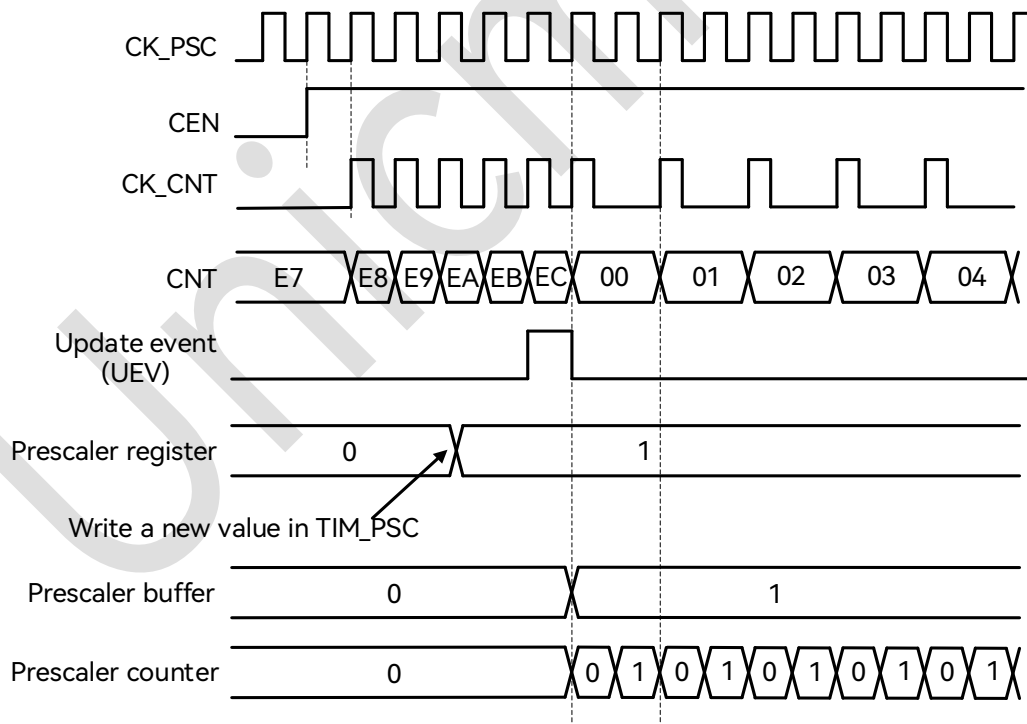 CK_PSC
CEN
CK_CNT
CNT E7 E8 E9 EA EB EC 00 01 02 03 04
Update event
(UEV)
Prescaler register 0 1
Write a new value in TIM_PSC
Prescaler buffer 0 1
Prescaler counter 0 0 1 0 1 0 1 0 1 0 1
Unicm